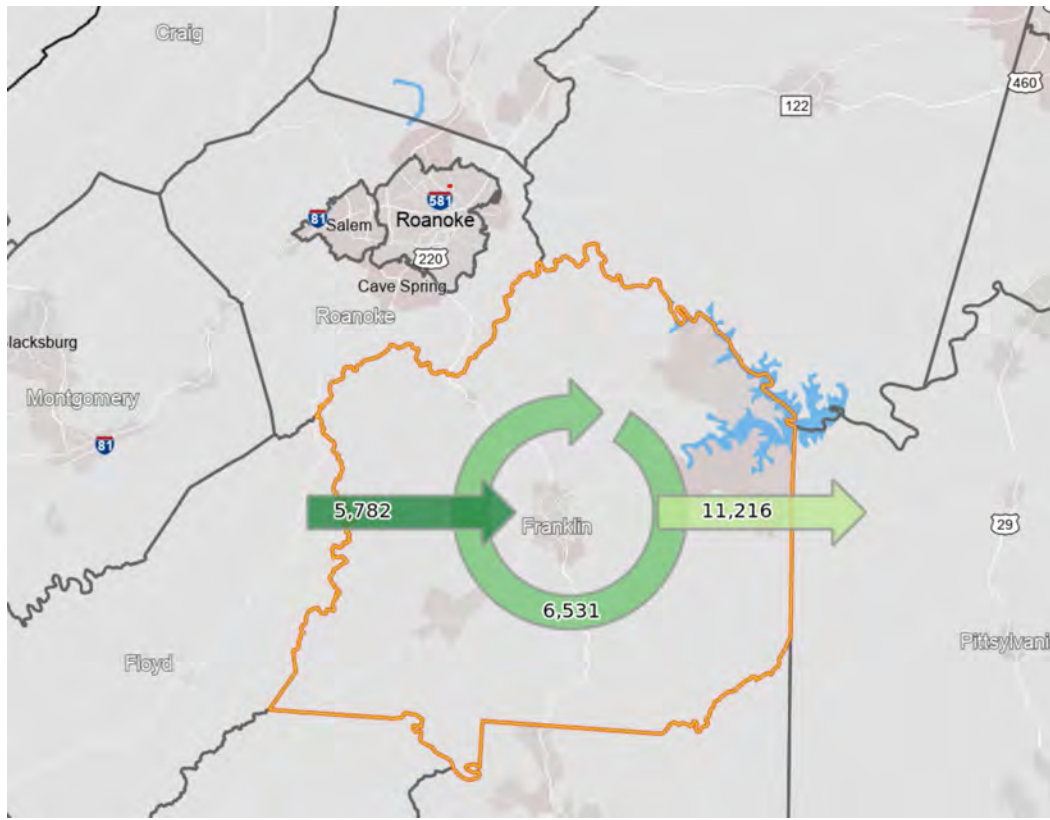 Craig
460
122
581
81
Salem
Roanoke
220
Cave Spring
Roanoke
lacksburg
Montgomery
81
5,782
11,216
Franklin
29
6,531
Floyd
Pittsylvani